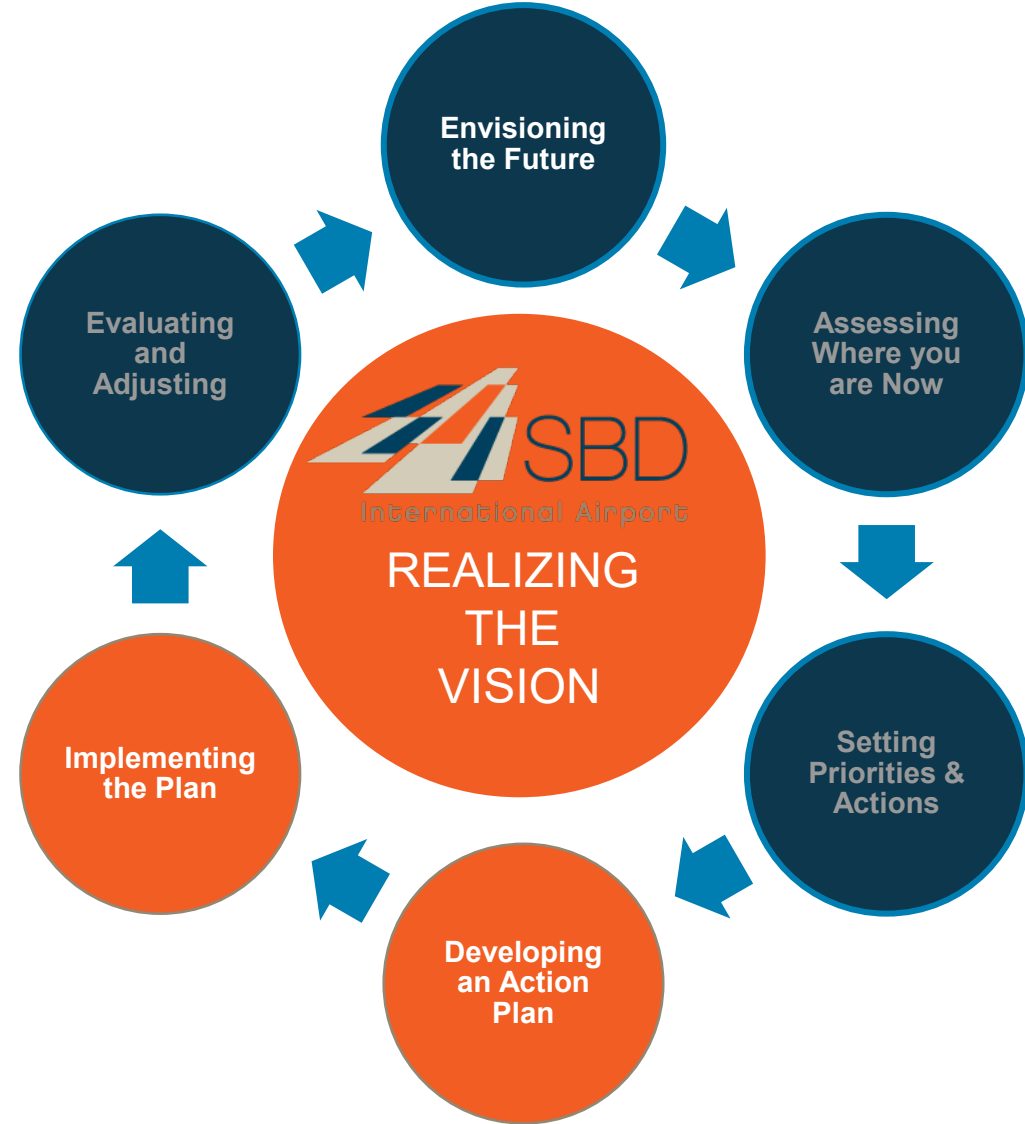 Envisioning
the Future
Assessing
Where you
are Now
Setting
Priorities &
Actions
Developing
an Action
Plan
Implementing
the Plan
Evaluating
and
Adjusting
SBD
International Airport
REALIZING
THE
VISION